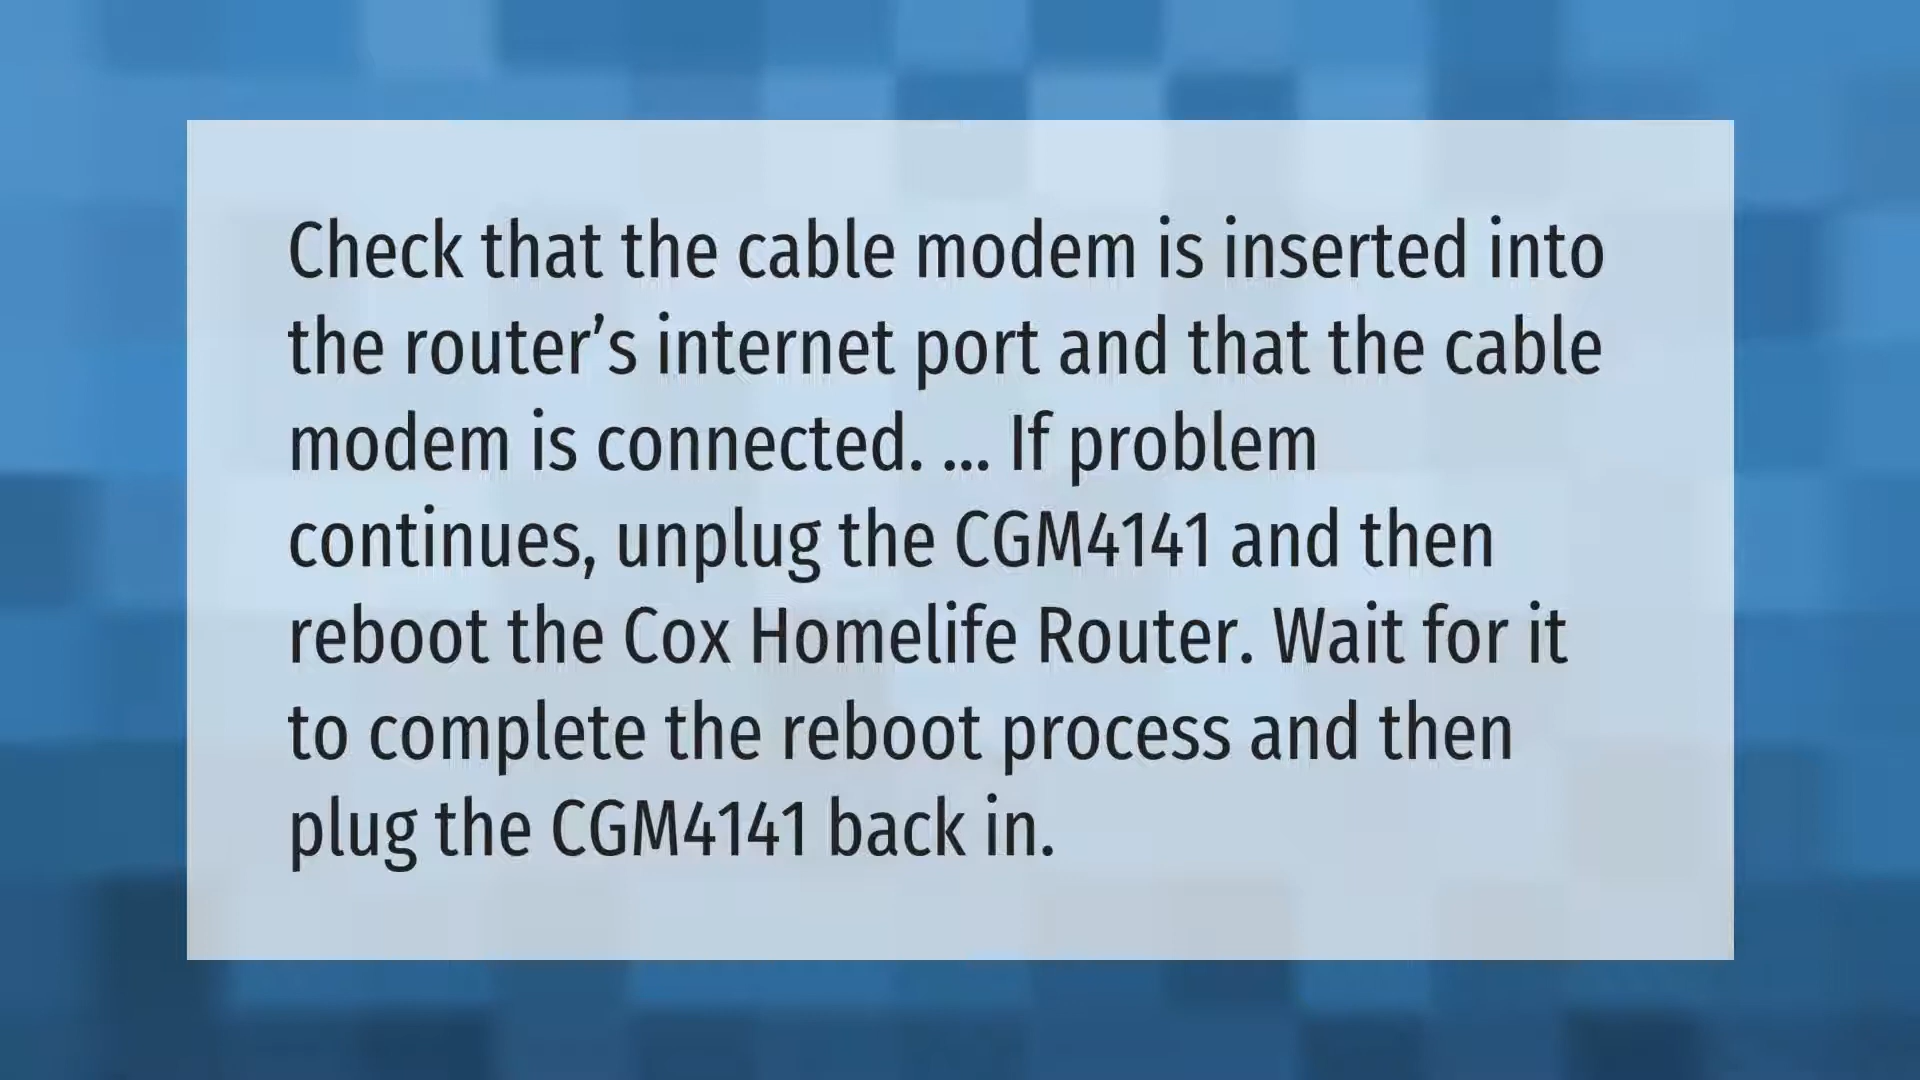 Check that the cable modem is inserted into
the router’s internet port and that the cable
modem is connected. ... If problem
continues, unplug the CGM4141 and then
reboot the Cox Homelife Router. Wait for it
to complete the reboot process and then
plug the CGM4141 back in.